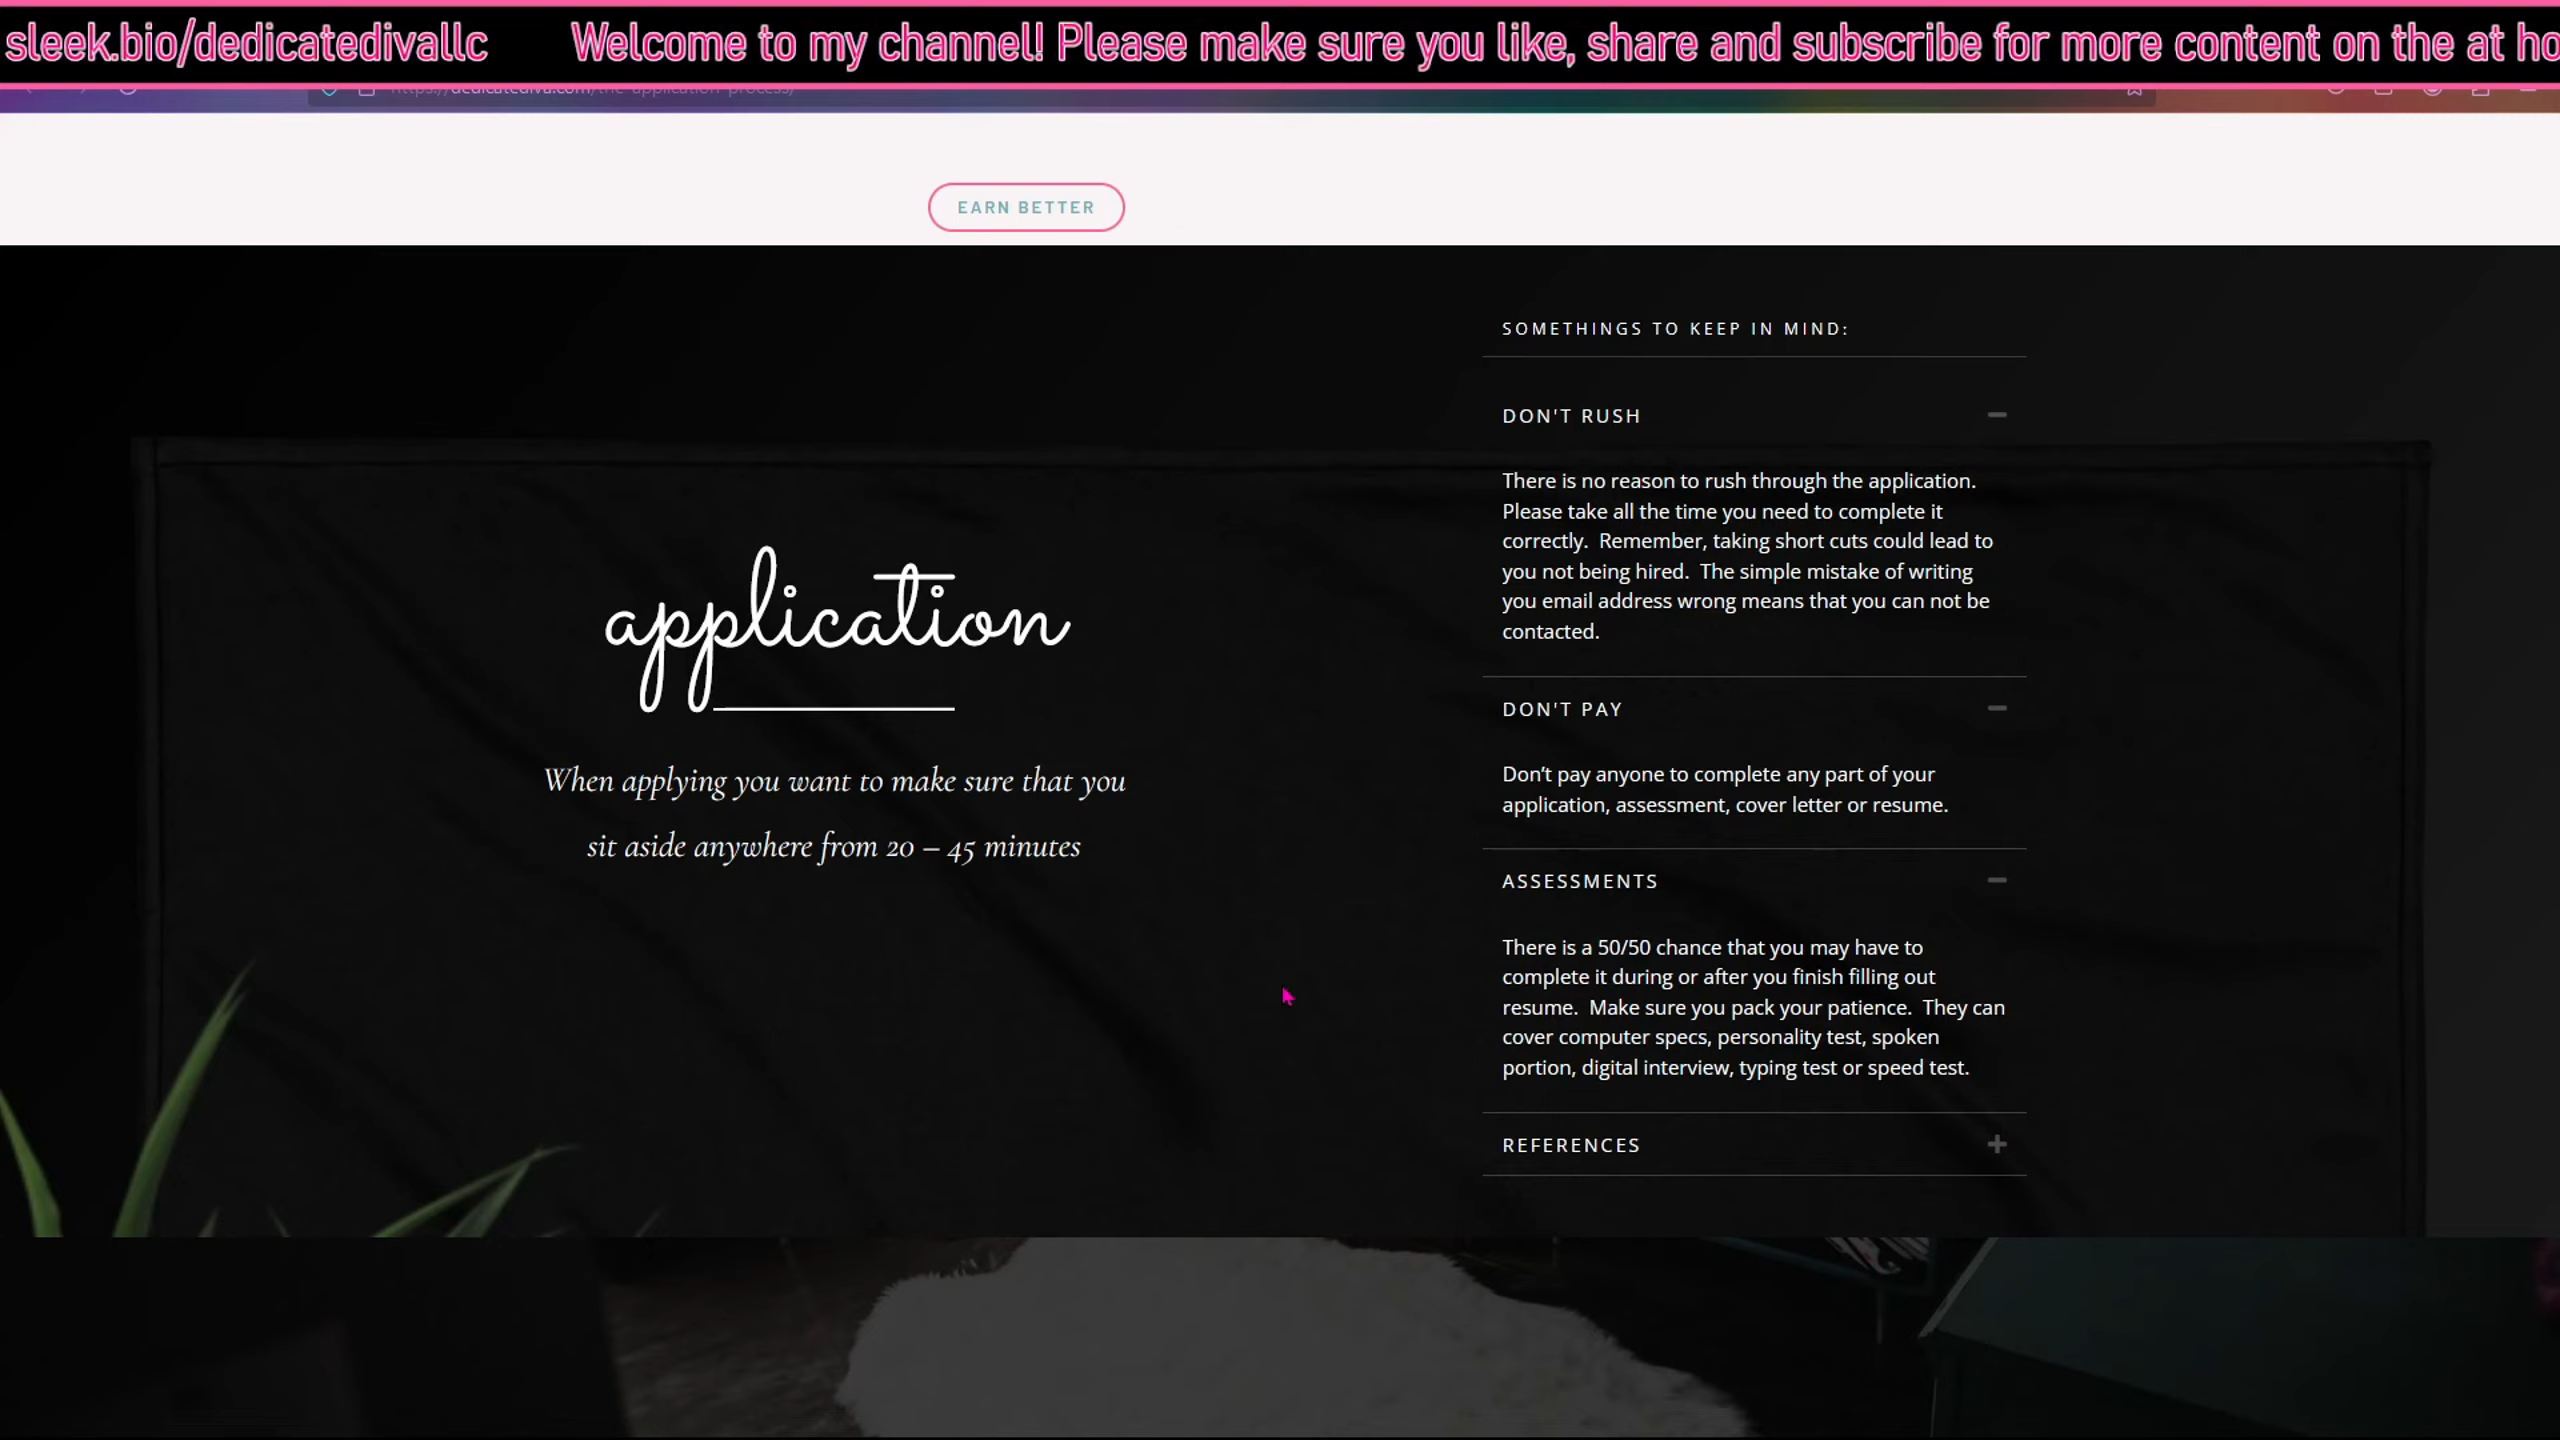 sleek.bio/dedicatedivallc Welcome to my channel! Please make sure you like, share and subscribe for more content on the at ho
https://dedicatediva.com/the-application-process/
EARN BETTER
application
When applying you want to make sure that you
sit aside anywhere from 20 – 45 minutes
SOMETHINGS TO KEEP IN MIND:
DON'T RUSH
There is no reason to rush through the application.
Please take all the time you need to complete it
correctly. Remember, taking short cuts could lead to
you not being hired. The simple mistake of writing
you email address wrong means that you can not be
contacted.
DON'T PAY
Don't pay anyone to complete any part of your
application, assessment, cover letter or resume.
ASSESSMENTS
There is a 50/50 chance that you may have to
complete it during or after you finish filling out
resume. Make sure you pack your patience. They can
cover computer specs, personality test, spoken
portion, digital interview, typing test or speed test.
REFERENCES